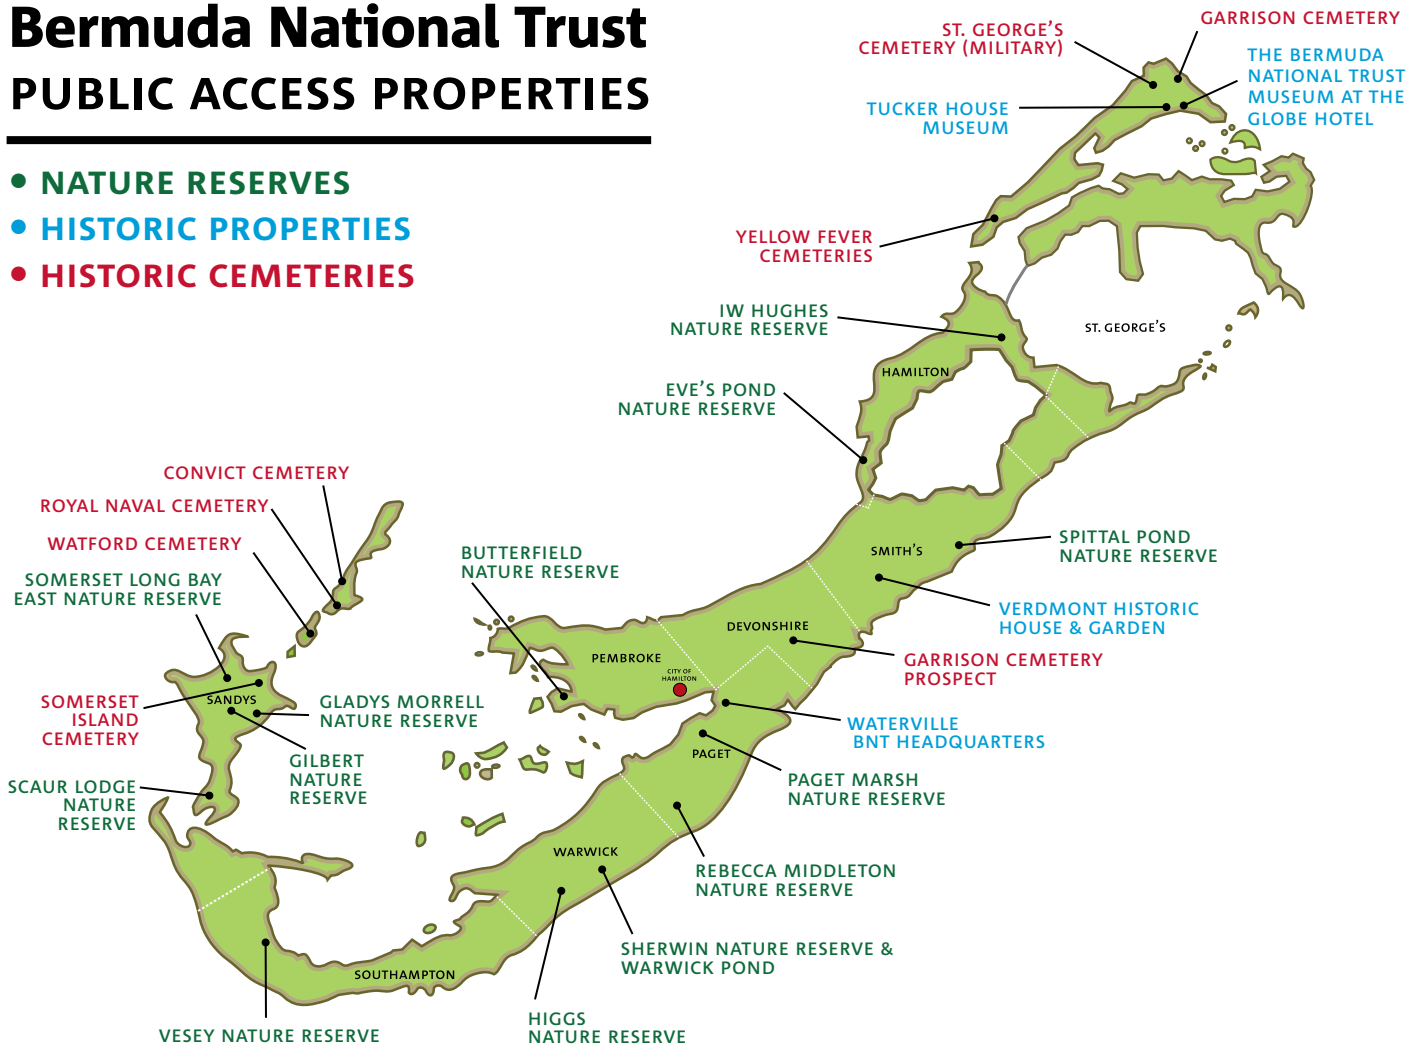 Bermuda National Trust
PUBLIC ACCESS PROPERTIES
• NATURE RESERVES
• HISTORIC PROPERTIES
• HISTORIC CEMETERIES
GARRISON CEMETERY
ST. GEORGE'S
CEMETERY (MILITARY)
THE BERMUDA
NATIONAL TRUST
MUSEUM AT THE
GLOBE HOTEL
TUCKER HOUSE
MUSEUM
YELLOW FEVER
CEMETERIES
IW HUGHES
NATURE RESERVE
ST. GEORGE'S
HAMILTON
EVE'S POND
NATURE RESERVE
CONVICT CEMETERY
ROYAL NAVAL CEMETERY
WATFORD CEMETERY
SOMERSET LONG BAY
EAST NATURE RESERVE
BUTTERFIELD
NATURE RESERVE
SMITH'S
SPITTAL POND
NATURE RESERVE
VERDMONT HISTORIC
HOUSE & GARDEN
DEVONSHIRE
PEMBROKE
CITY OF
HAMILTON
GARRISON CEMETERY
PROSPECT
SOMERSET
ISLAND
CEMETERY
SANDYS
GLADYS MORRELL
NATURE RESERVE
WATERVILLE
BNT HEADQUARTERS
GILBERT
NATURE
RESERVE
PAGET
PAGET MARSH
NATURE RESERVE
SCAUR LODGE
NATURE
RESERVE
WARWICK
REBECCA MIDDLETON
NATURE RESERVE
SHERWIN NATURE RESERVE &
WARWICK POND
SOUTHAMPTON
HIGGS
NATURE RESERVE
VESEY NATURE RESERVE